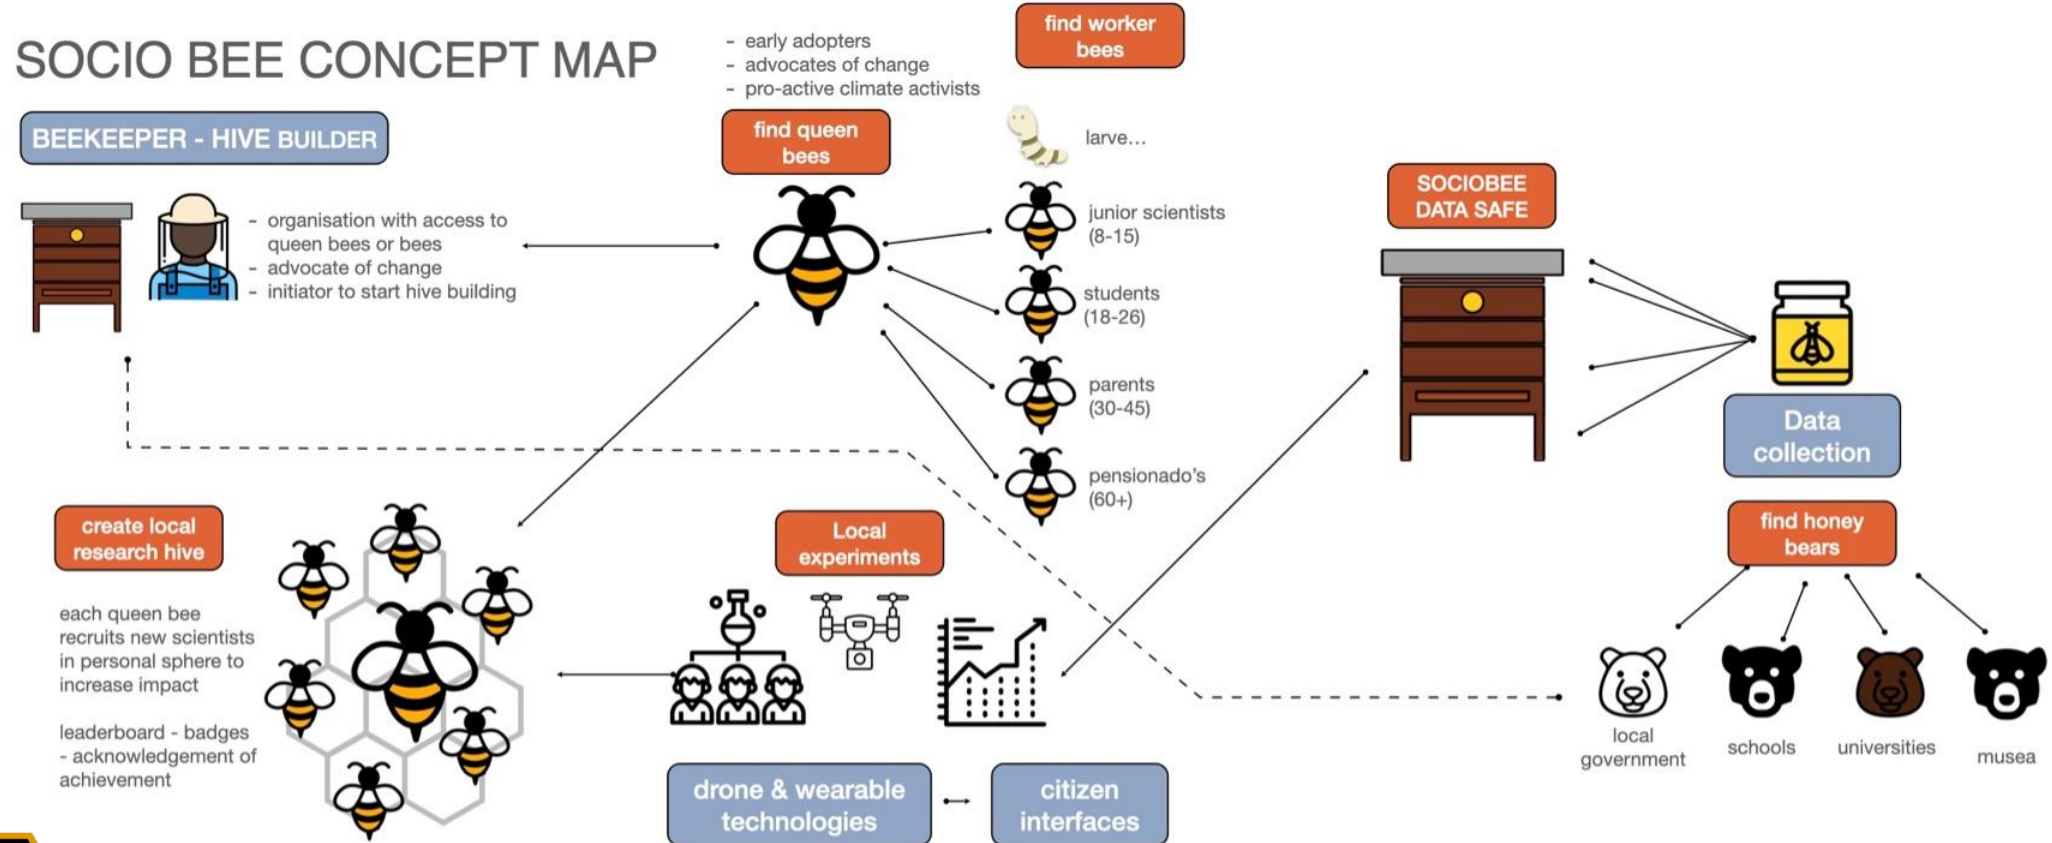 SOCIO BEE CONCEPT MAP
BEEKEEPER - HIVE BUILDER
- organisation with access to
queen bees or bees
- advocate of change
- initiator to start hive building
- early adopters
- advocates of change
- pro-active climate activists
find queen
bees
find worker
bees
larve...
junior scientists
(8-15)
students
(18-26)
parents
(30-45)
pensionado's
(60+)
SOCIOBEE
DATA SAFE
Data
collection
find honey
bears
local
government
schools
universities
musea
create local
research hive
each queen bee
recruits new scientists
in personal sphere to
increase impact
leaderboard - badges
- acknowledgement of
achievement
Local
experiments
drone & wearable
technologies
citizen
interfaces